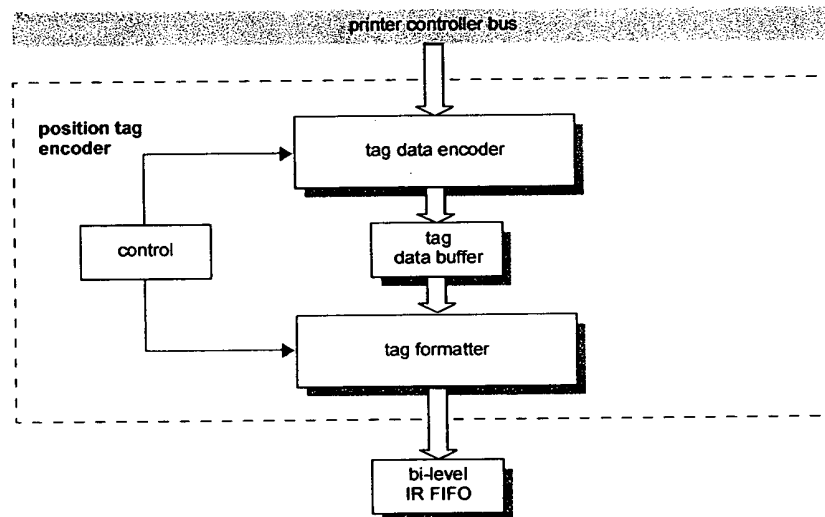 printer controller bus
position tag
encoder
tag data encoder
control
tag
data buffer
tag formatter
bi-level
IR FIFO